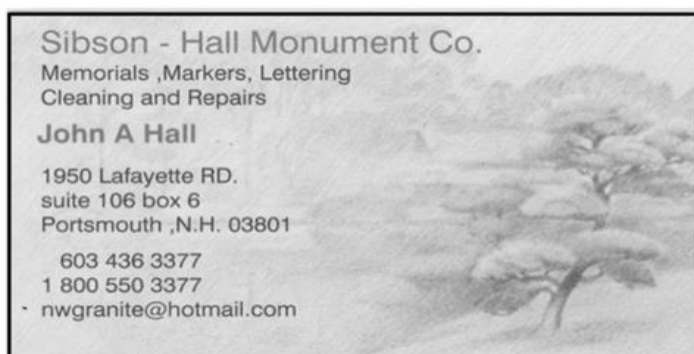 Sibson - Hall Monument Co.
Memorials ,Markers, Lettering
Cleaning and Repairs
John A Hall
1950 Lafayette RD.
suite 106 box 6
Portsmouth ,N.H. 03801
603 436 3377
1 800 550 3377
nwgranite@hotmail.com